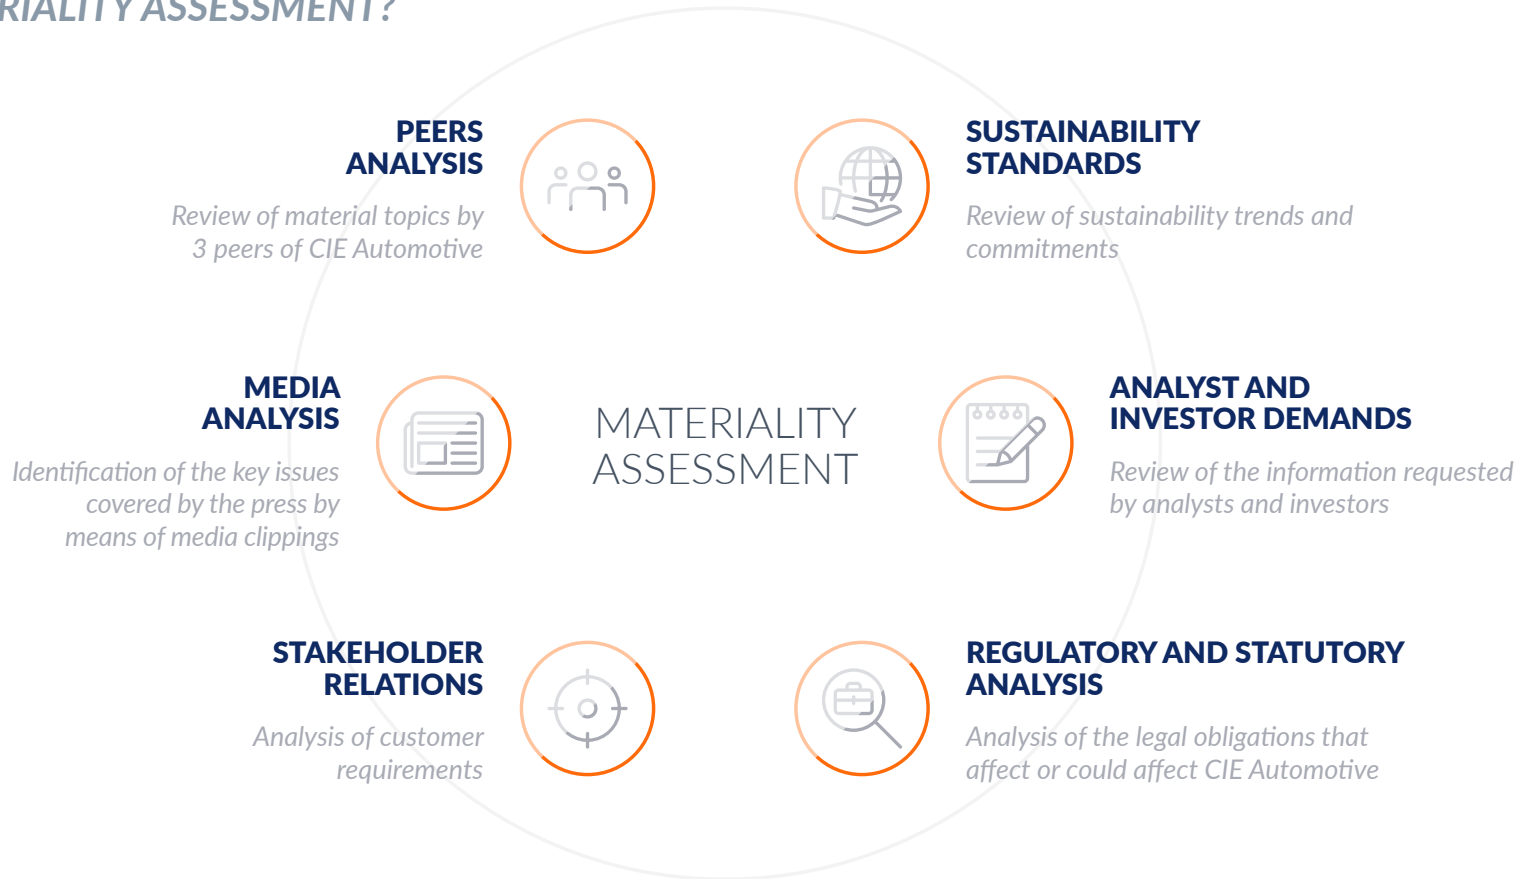 ASSESSMENT?
PEERS
ANALYSIS
Review of material topics by
3 peers of CIE Automotive
SUSTAINABILITY
STANDARDS
Review of sustainability trends and
commitments
MEDIA
ANALYSIS
Identification of the key issues
covered by the press by
means of media clippings
MATERIALITY
ASSESSMENT
ANALYST AND
INVESTOR DEMANDS
Review of the information requested
by analysts and investors
STAKEHOLDER
RELATIONS
Analysis of customer
requirements
REGULATORY AND STATUTORY
ANALYSIS
Analysis of the legal obligations that
affect or could affect CIE Automotive